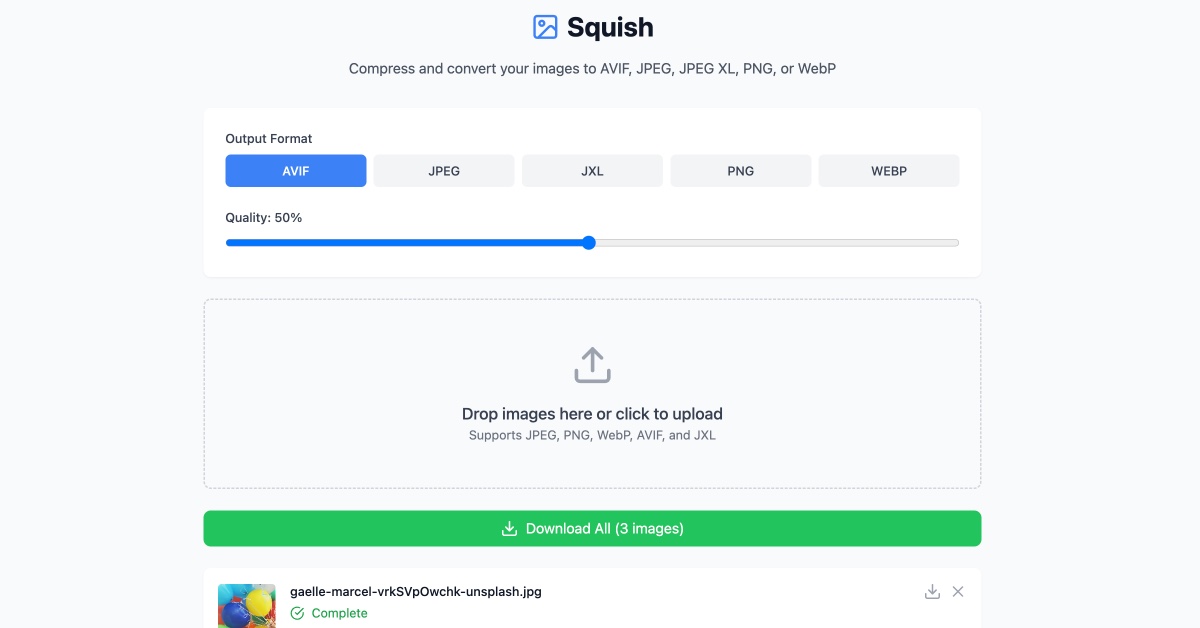 Squish
Compress and convert your images to AVIF, JPEG, JPEG XL, PNG, or WebP
Output Format
AVIF JPEG JXL PNG WEBP
Quality: 50%
Drop images here or click to upload
Supports JPEG, PNG, WebP, AVIF, and JXL
Download All (3 images)
gaelle-marcel-vrkSVpOwchk-unsplash.jpg
Complete